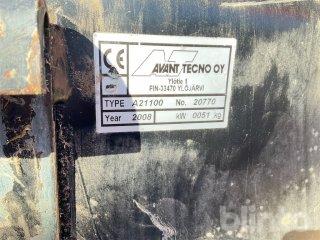 CE
AVANT TECNO OY
Ylötie 1
FIN-33470 YLÖJÄRVI
TYPE A21100 No. 20770
Year 2008 kW 0051 kg
blinto